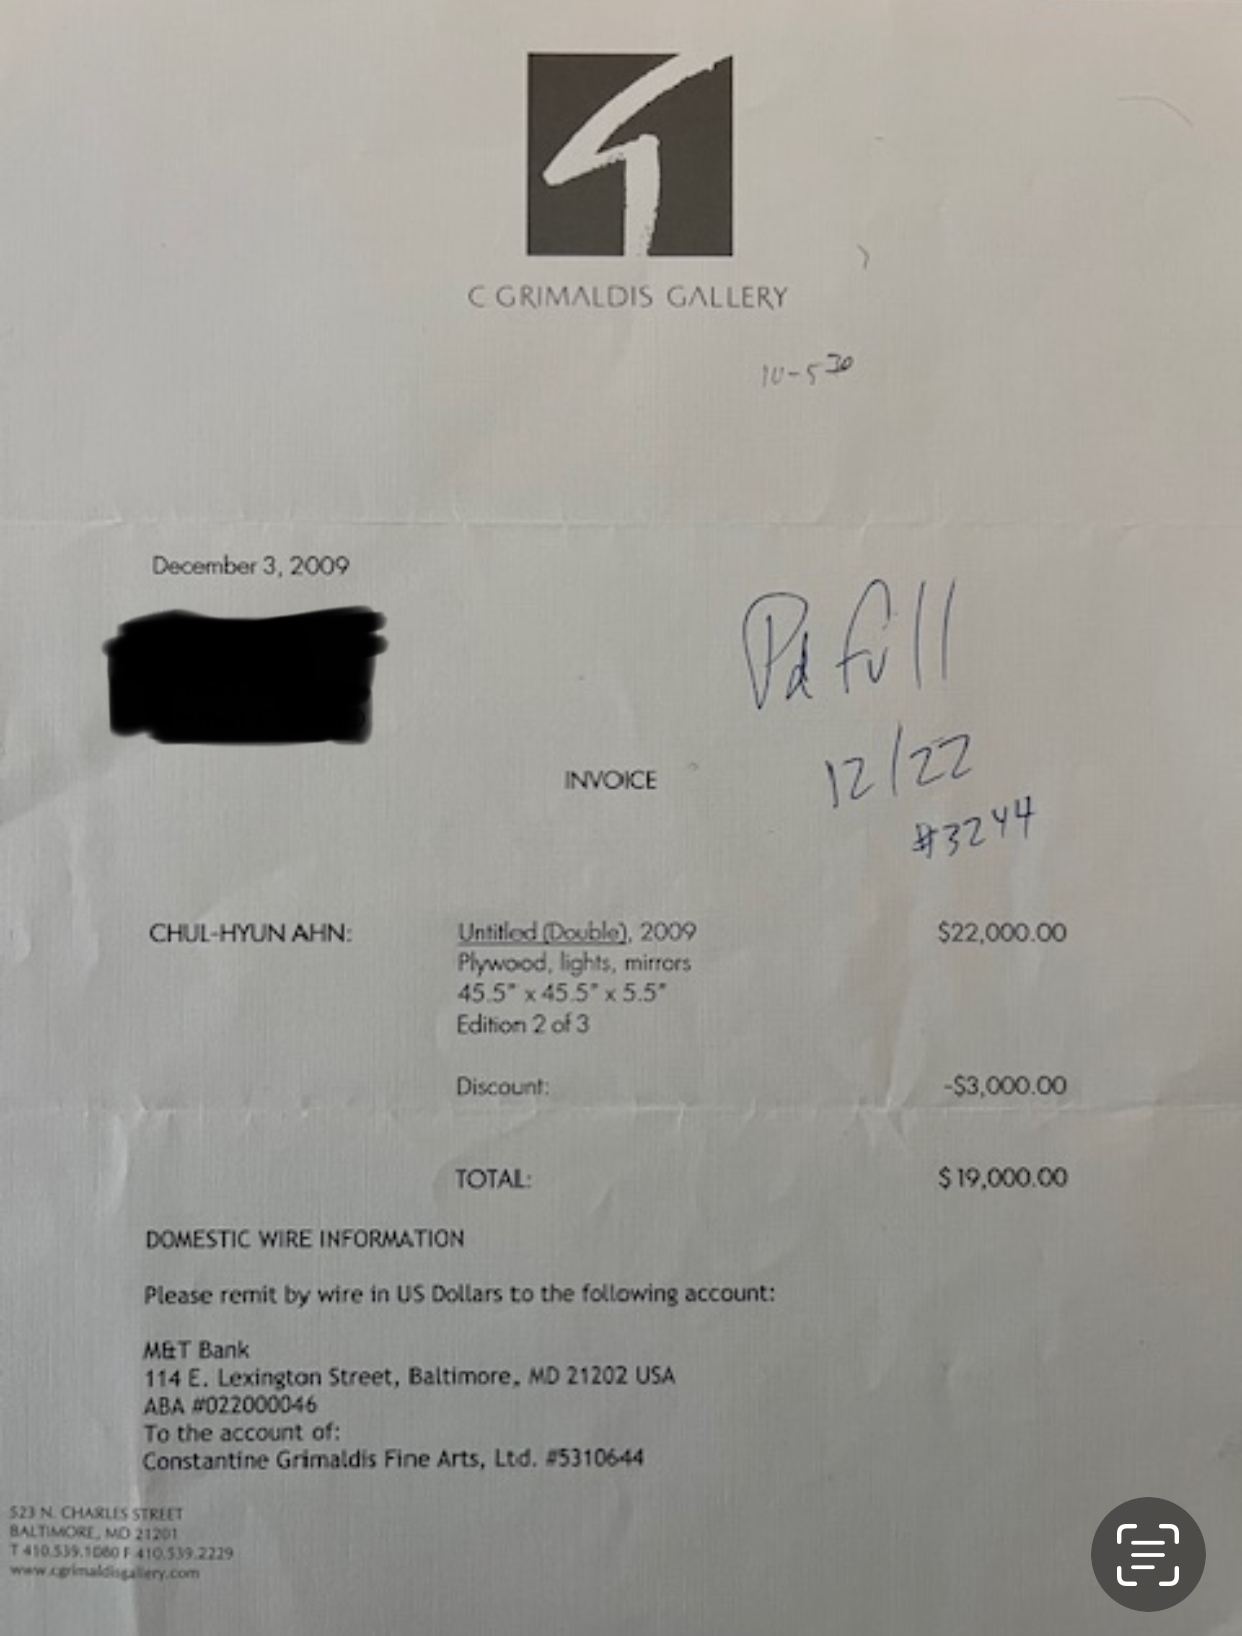 C GRIMALDIS GALLERY
10-5 30
December 3, 2009
Pd full
12/22
#3244
INVOICE
CHUL-HYUN AHN: Untitled (Double), 2009 $22,000.00
Plywood, lights, mirrors
45.5" x 45.5" x 5.5"
Edition 2 of 3
Discount: -$3,000.00
TOTAL: $ 19,000.00
DOMESTIC WIRE INFORMATION
Please remit by wire in US Dollars to the following account:
M&T Bank
114 E. Lexington Street, Baltimore, MD 21202 USA
ABA #022000046
To the account of:
Constantine Grimaldis Fine Arts, Ltd. #5310644
523 N. CHARLES STREET
BALTIMORE, MD 21201
T 410.539.1080 F 410.539.2229
www.cgrimaldisgallery.com